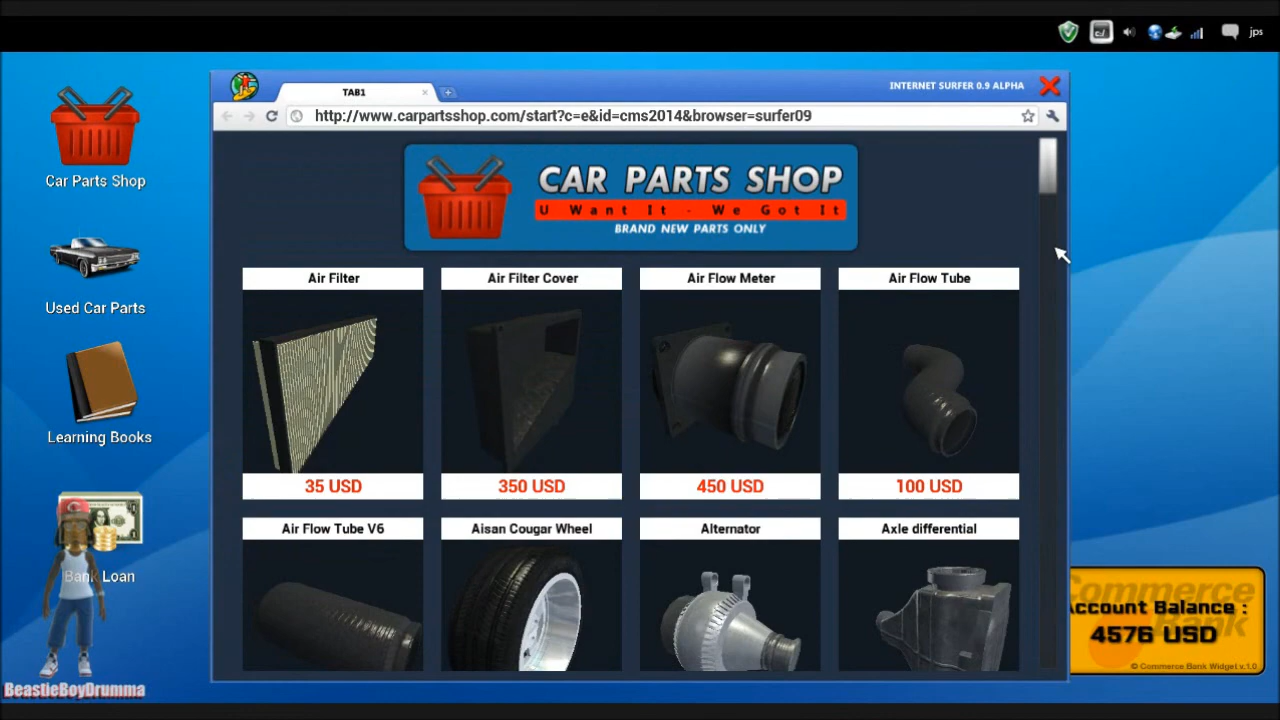 c:/
jps
TAB1
INTERNET SURFER 0.9 ALPHA
http://www.carpartsshop.com/start?c=e&id=cms2014&browser=surfer09
Car Parts Shop
Used Car Parts
Learning Books
Bank Loan
BeastieBoyDrumma
CAR PARTS SHOP
U Want It - We Got It
BRAND NEW PARTS ONLY
Air Filter
Air Filter Cover
Air Flow Meter
Air Flow Tube
35 USD
350 USD
450 USD
100 USD
Air Flow Tube V6
Aisan Cougar Wheel
Alternator
Axle differential
Commerce
Bank
Account Balance :
4576 USD
© Commerce Bank Widget v.1.0